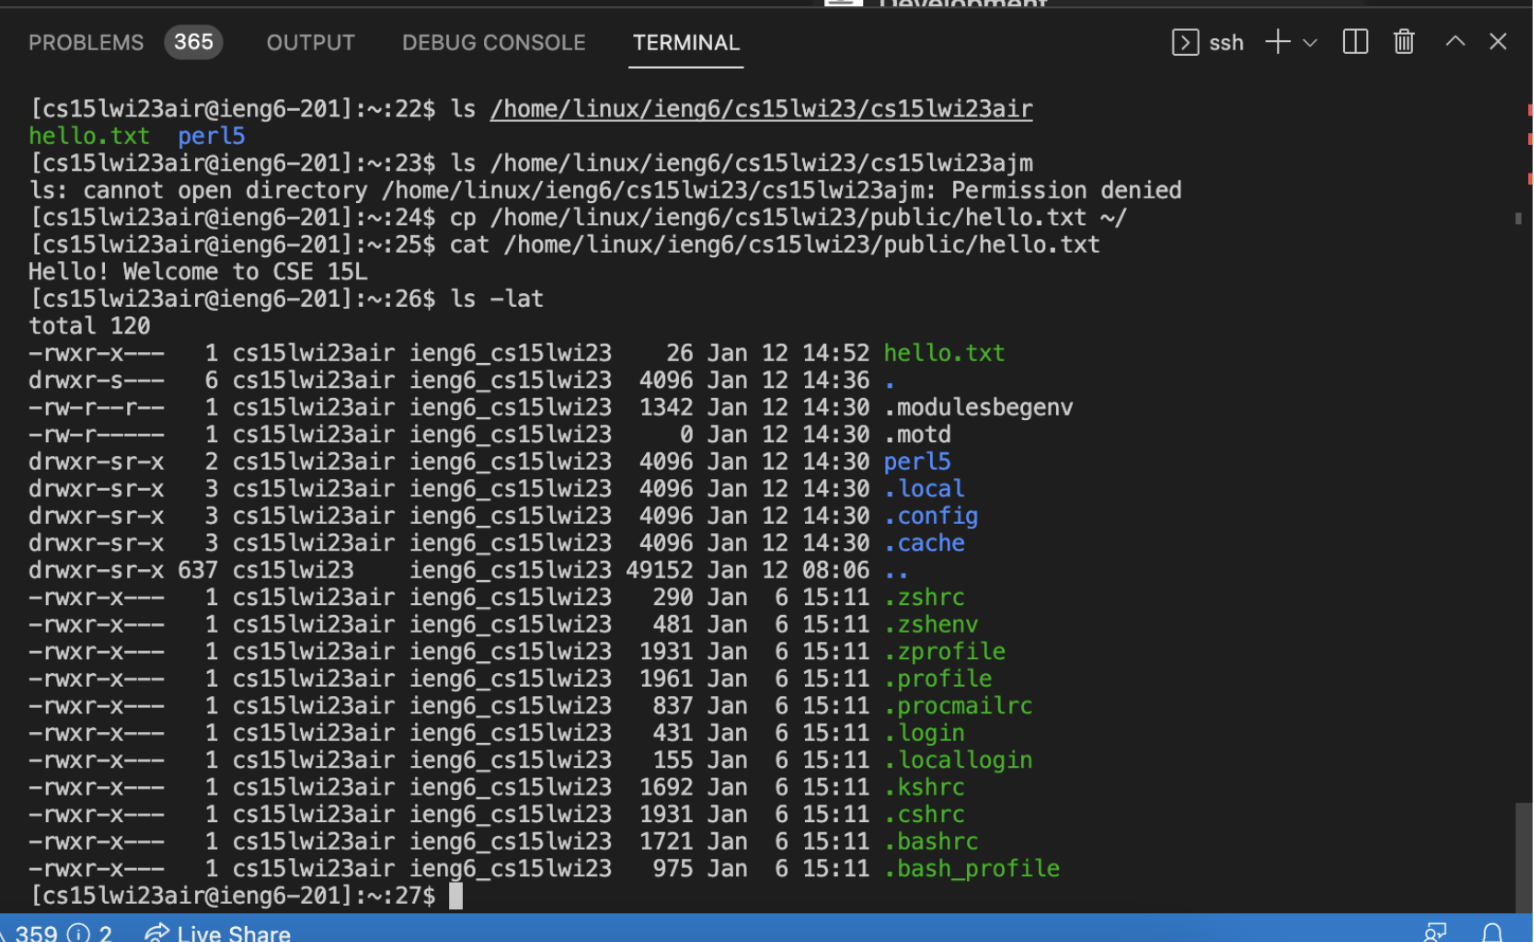 Development
PROBLEMS 365 OUTPUT DEBUG CONSOLE TERMINAL ssh
[cs15lwi23air@ieng6-201]:~:22$ ls /home/linux/ieng6/cs15lwi23/cs15lwi23air
hello.txt  perl5
[cs15lwi23air@ieng6-201]:~:23$ ls /home/linux/ieng6/cs15lwi23/cs15lwi23ajm
ls: cannot open directory /home/linux/ieng6/cs15lwi23/cs15lwi23ajm: Permission denied
[cs15lwi23air@ieng6-201]:~:24$ cp /home/linux/ieng6/cs15lwi23/public/hello.txt ~/
[cs15lwi23air@ieng6-201]:~:25$ cat /home/linux/ieng6/cs15lwi23/public/hello.txt
Hello! Welcome to CSE 15L
[cs15lwi23air@ieng6-201]:~:26$ ls -lat
total 120
-rwxr-x---   1 cs15lwi23air ieng6_cs15lwi23    26 Jan 12 14:52 hello.txt
drwxr-s---   6 cs15lwi23air ieng6_cs15lwi23  4096 Jan 12 14:36 .
-rw-r--r--   1 cs15lwi23air ieng6_cs15lwi23  1342 Jan 12 14:30 .modulesbegenv
-rw-r-----   1 cs15lwi23air ieng6_cs15lwi23     0 Jan 12 14:30 .motd
drwxr-sr-x   2 cs15lwi23air ieng6_cs15lwi23  4096 Jan 12 14:30 perl5
drwxr-sr-x   3 cs15lwi23air ieng6_cs15lwi23  4096 Jan 12 14:30 .local
drwxr-sr-x   3 cs15lwi23air ieng6_cs15lwi23  4096 Jan 12 14:30 .config
drwxr-sr-x   3 cs15lwi23air ieng6_cs15lwi23  4096 Jan 12 14:30 .cache
drwxr-sr-x 637 cs15lwi23    ieng6_cs15lwi23 49152 Jan 12 08:06 ..
-rwxr-x---   1 cs15lwi23air ieng6_cs15lwi23   290 Jan  6 15:11 .zshrc
-rwxr-x---   1 cs15lwi23air ieng6_cs15lwi23   481 Jan  6 15:11 .zshenv
-rwxr-x---   1 cs15lwi23air ieng6_cs15lwi23  1931 Jan  6 15:11 .zprofile
-rwxr-x---   1 cs15lwi23air ieng6_cs15lwi23  1961 Jan  6 15:11 .profile
-rwxr-x---   1 cs15lwi23air ieng6_cs15lwi23   837 Jan  6 15:11 .procmailrc
-rwxr-x---   1 cs15lwi23air ieng6_cs15lwi23   431 Jan  6 15:11 .login
-rwxr-x---   1 cs15lwi23air ieng6_cs15lwi23   155 Jan  6 15:11 .locallogin
-rwxr-x---   1 cs15lwi23air ieng6_cs15lwi23  1692 Jan  6 15:11 .kshrc
-rwxr-x---   1 cs15lwi23air ieng6_cs15lwi23  1931 Jan  6 15:11 .cshrc
-rwxr-x---   1 cs15lwi23air ieng6_cs15lwi23  1721 Jan  6 15:11 .bashrc
-rwxr-x---   1 cs15lwi23air ieng6_cs15lwi23   975 Jan  6 15:11 .bash_profile
[cs15lwi23air@ieng6-201]:~:27$
359 2 Live Share